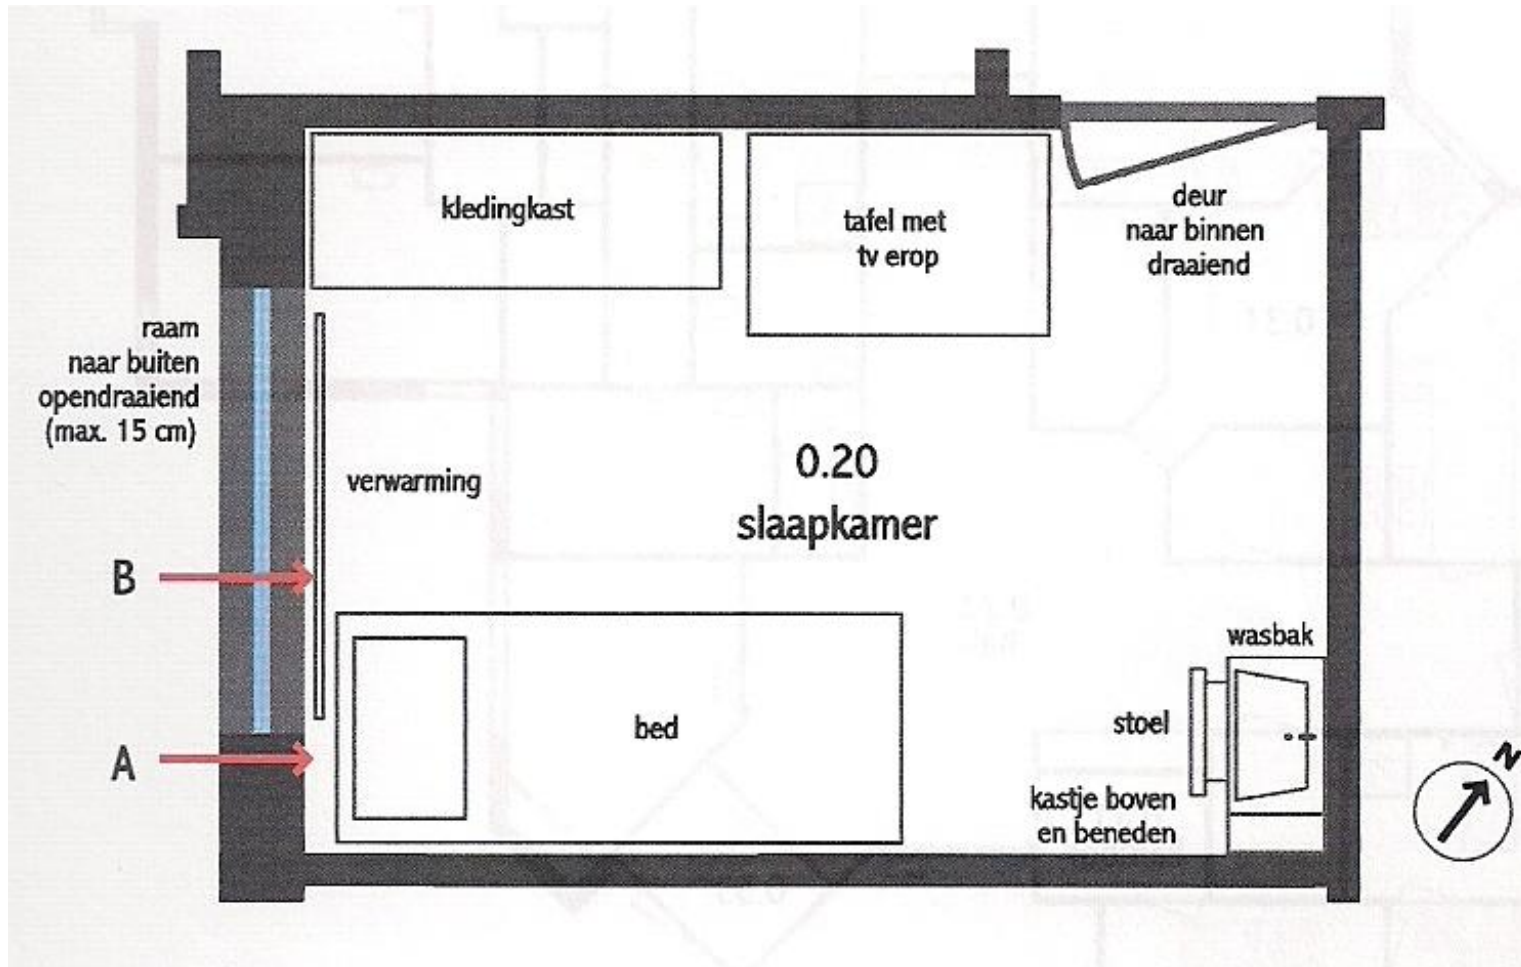 kledingkast
tafel met
tv erop
deur
naar binnen
draaiend
raam
naar buiten
opendraaiend
(max. 15 cm)
verwarming
0.20
slaapkamer
B
A
bed
wasbak
stoel
kastje boven
en beneden
N